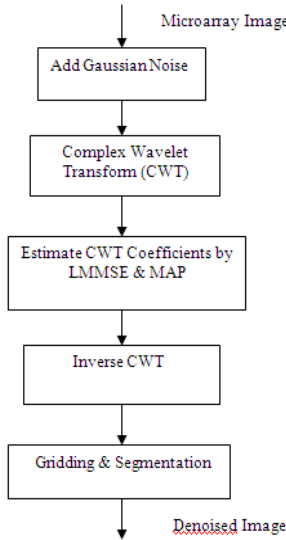 Microarray Image
Add Gaussian Noise
Complex Wavelet
Transform (CWT)
Estimate CWT Coefficients by
LMMSE & MAP
Inverse CWT
Gridding & Segmentation
Denoised Image